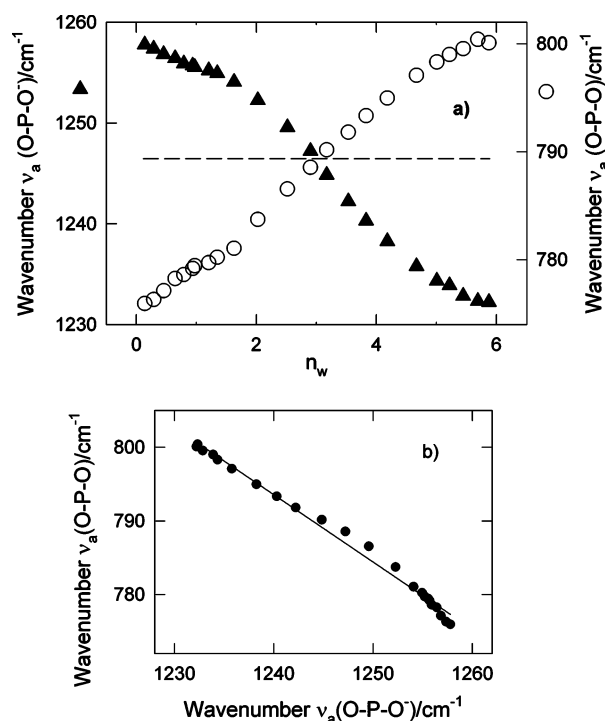 1260
1250
1240
1230
800
790
780
a)
0
2
4
6
n_w
Wavenumber ν_a (O-P-O⁻)/cm⁻¹
Wavenumber ν_a (O-P-O)/cm⁻¹
b)
800
790
780
770
1230
1240
1250
1260
Wavenumber ν_a(O-P-O)/cm⁻¹
Wavenumber ν_a(O-P-O⁻)/cm⁻¹